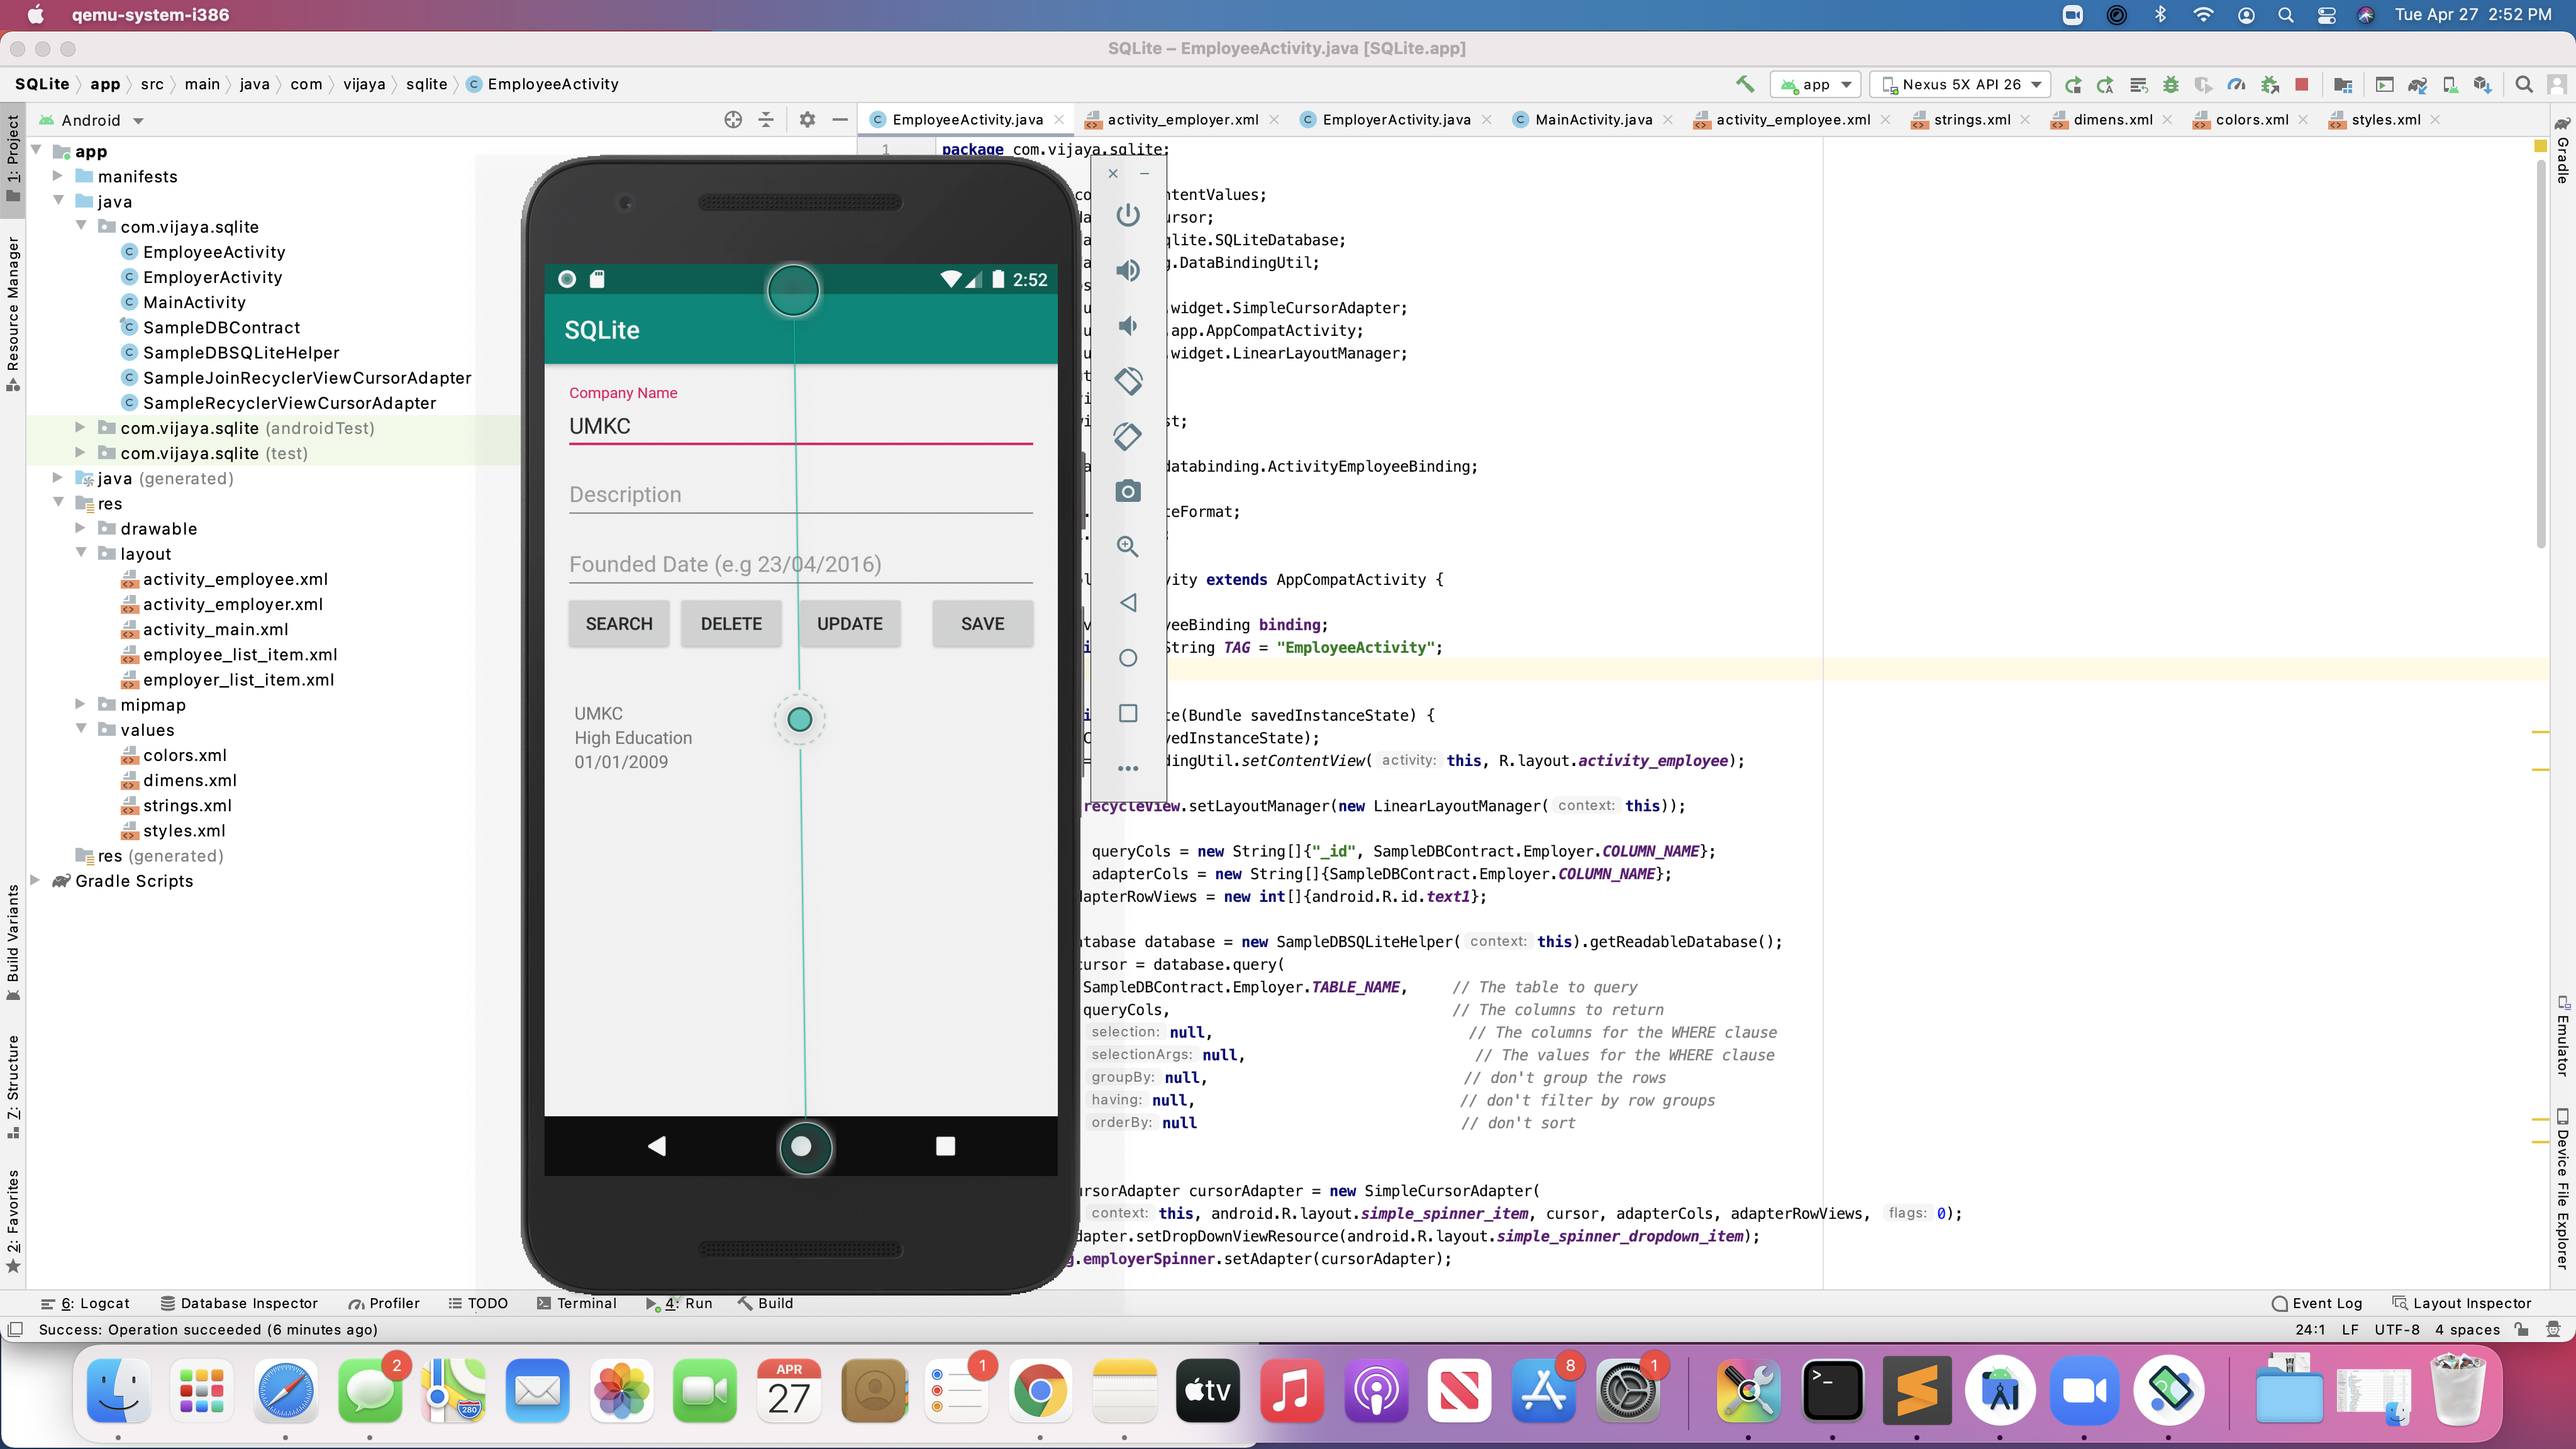 qemu-system-i386
Tue Apr 27 2:52 PM
SQLite – EmployeeActivity.java [SQLite.app]
SQLite app src main java com vijaya sqlite EmployeeActivity
app
Nexus 5X API 26
Android
EmployeeActivity.java
activity_employer.xml
EmployerActivity.java
MainActivity.java
activity_employee.xml
strings.xml
dimens.xml
colors.xml
styles.xml
1: Project
Resource Manager
Build Variants
7: Structure
2: Favorites
app
manifests
java
com.vijaya.sqlite
EmployeeActivity
EmployerActivity
MainActivity
SampleDBContract
SampleDBSQLiteHelper
SampleJoinRecyclerViewCursorAdapter
SampleRecyclerViewCursorAdapter
com.vijaya.sqlite (androidTest)
com.vijaya.sqlite (test)
java (generated)
res
drawable
layout
activity_employee.xml
activity_employer.xml
activity_main.xml
employee_list_item.xml
employer_list_item.xml
mipmap
values
colors.xml
dimens.xml
strings.xml
styles.xml
res (generated)
Gradle Scripts
2:52
SQLite
Company Name
UMKC
Description
Founded Date (e.g 23/04/2016)
SEARCH
DELETE
UPDATE
SAVE
UMKC
High Education
01/01/2009
1
package com.vijaya.sqlite;
ntentValues;
ursor;
qlite.SQLiteDatabase;
g.DataBindingUtil;
.widget.SimpleCursorAdapter;
.app.AppCompatActivity;
.widget.LinearLayoutManager;
st;
databinding.ActivityEmployeeBinding;
teFormat;
vity extends AppCompatActivity {
yeeBinding binding;
String TAG = "EmployeeActivity";
te(Bundle savedInstanceState) {
vedInstanceState);
dingUtil.setContentView( activity: this, R.layout.activity_employee);
recycleView.setLayoutManager(new LinearLayoutManager( context: this));
queryCols = new String[]{"_id", SampleDBContract.Employer.COLUMN_NAME};
adapterCols = new String[]{SampleDBContract.Employer.COLUMN_NAME};
dapterRowViews = new int[]{android.R.id.text1};
atabase database = new SampleDBSQLiteHelper( context: this).getReadableDatabase();
cursor = database.query(
SampleDBContract.Employer.TABLE_NAME, // The table to query
queryCols, // The columns to return
selection: null, // The columns for the WHERE clause
selectionArgs: null, // The values for the WHERE clause
groupBy: null, // don't group the rows
having: null, // don't filter by row groups
orderBy: null // don't sort
ursorAdapter cursorAdapter = new SimpleCursorAdapter(
context: this, android.R.layout.simple_spinner_item, cursor, adapterCols, adapterRowViews, flags: 0);
dapter.setDropDownViewResource(android.R.layout.simple_spinner_dropdown_item);
g.employerSpinner.setAdapter(cursorAdapter);
Gradle
Emulator
Device File Explorer
6: Logcat
Database Inspector
Profiler
TODO
Terminal
4: Run
Build
Event Log
Layout Inspector
Success: Operation succeeded (6 minutes ago)
24:1 LF UTF-8 4 spaces
2
280
APR
27
1
tv
8
1